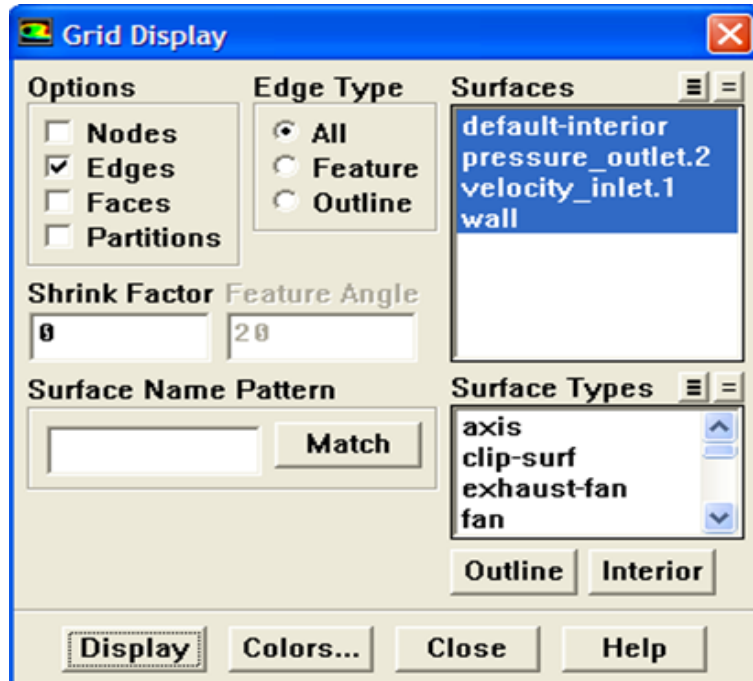 Grid Display
Options
Nodes
Edges
Faces
Partitions
Edge Type
All
Feature
Outline
Surfaces
default-interior
pressure_outlet.2
velocity_inlet.1
wall
Shrink Factor
0
Feature Angle
20
Surface Name Pattern
Match
Surface Types
axis
clip-surf
exhaust-fan
fan
Outline
Interior
Display
Colors...
Close
Help